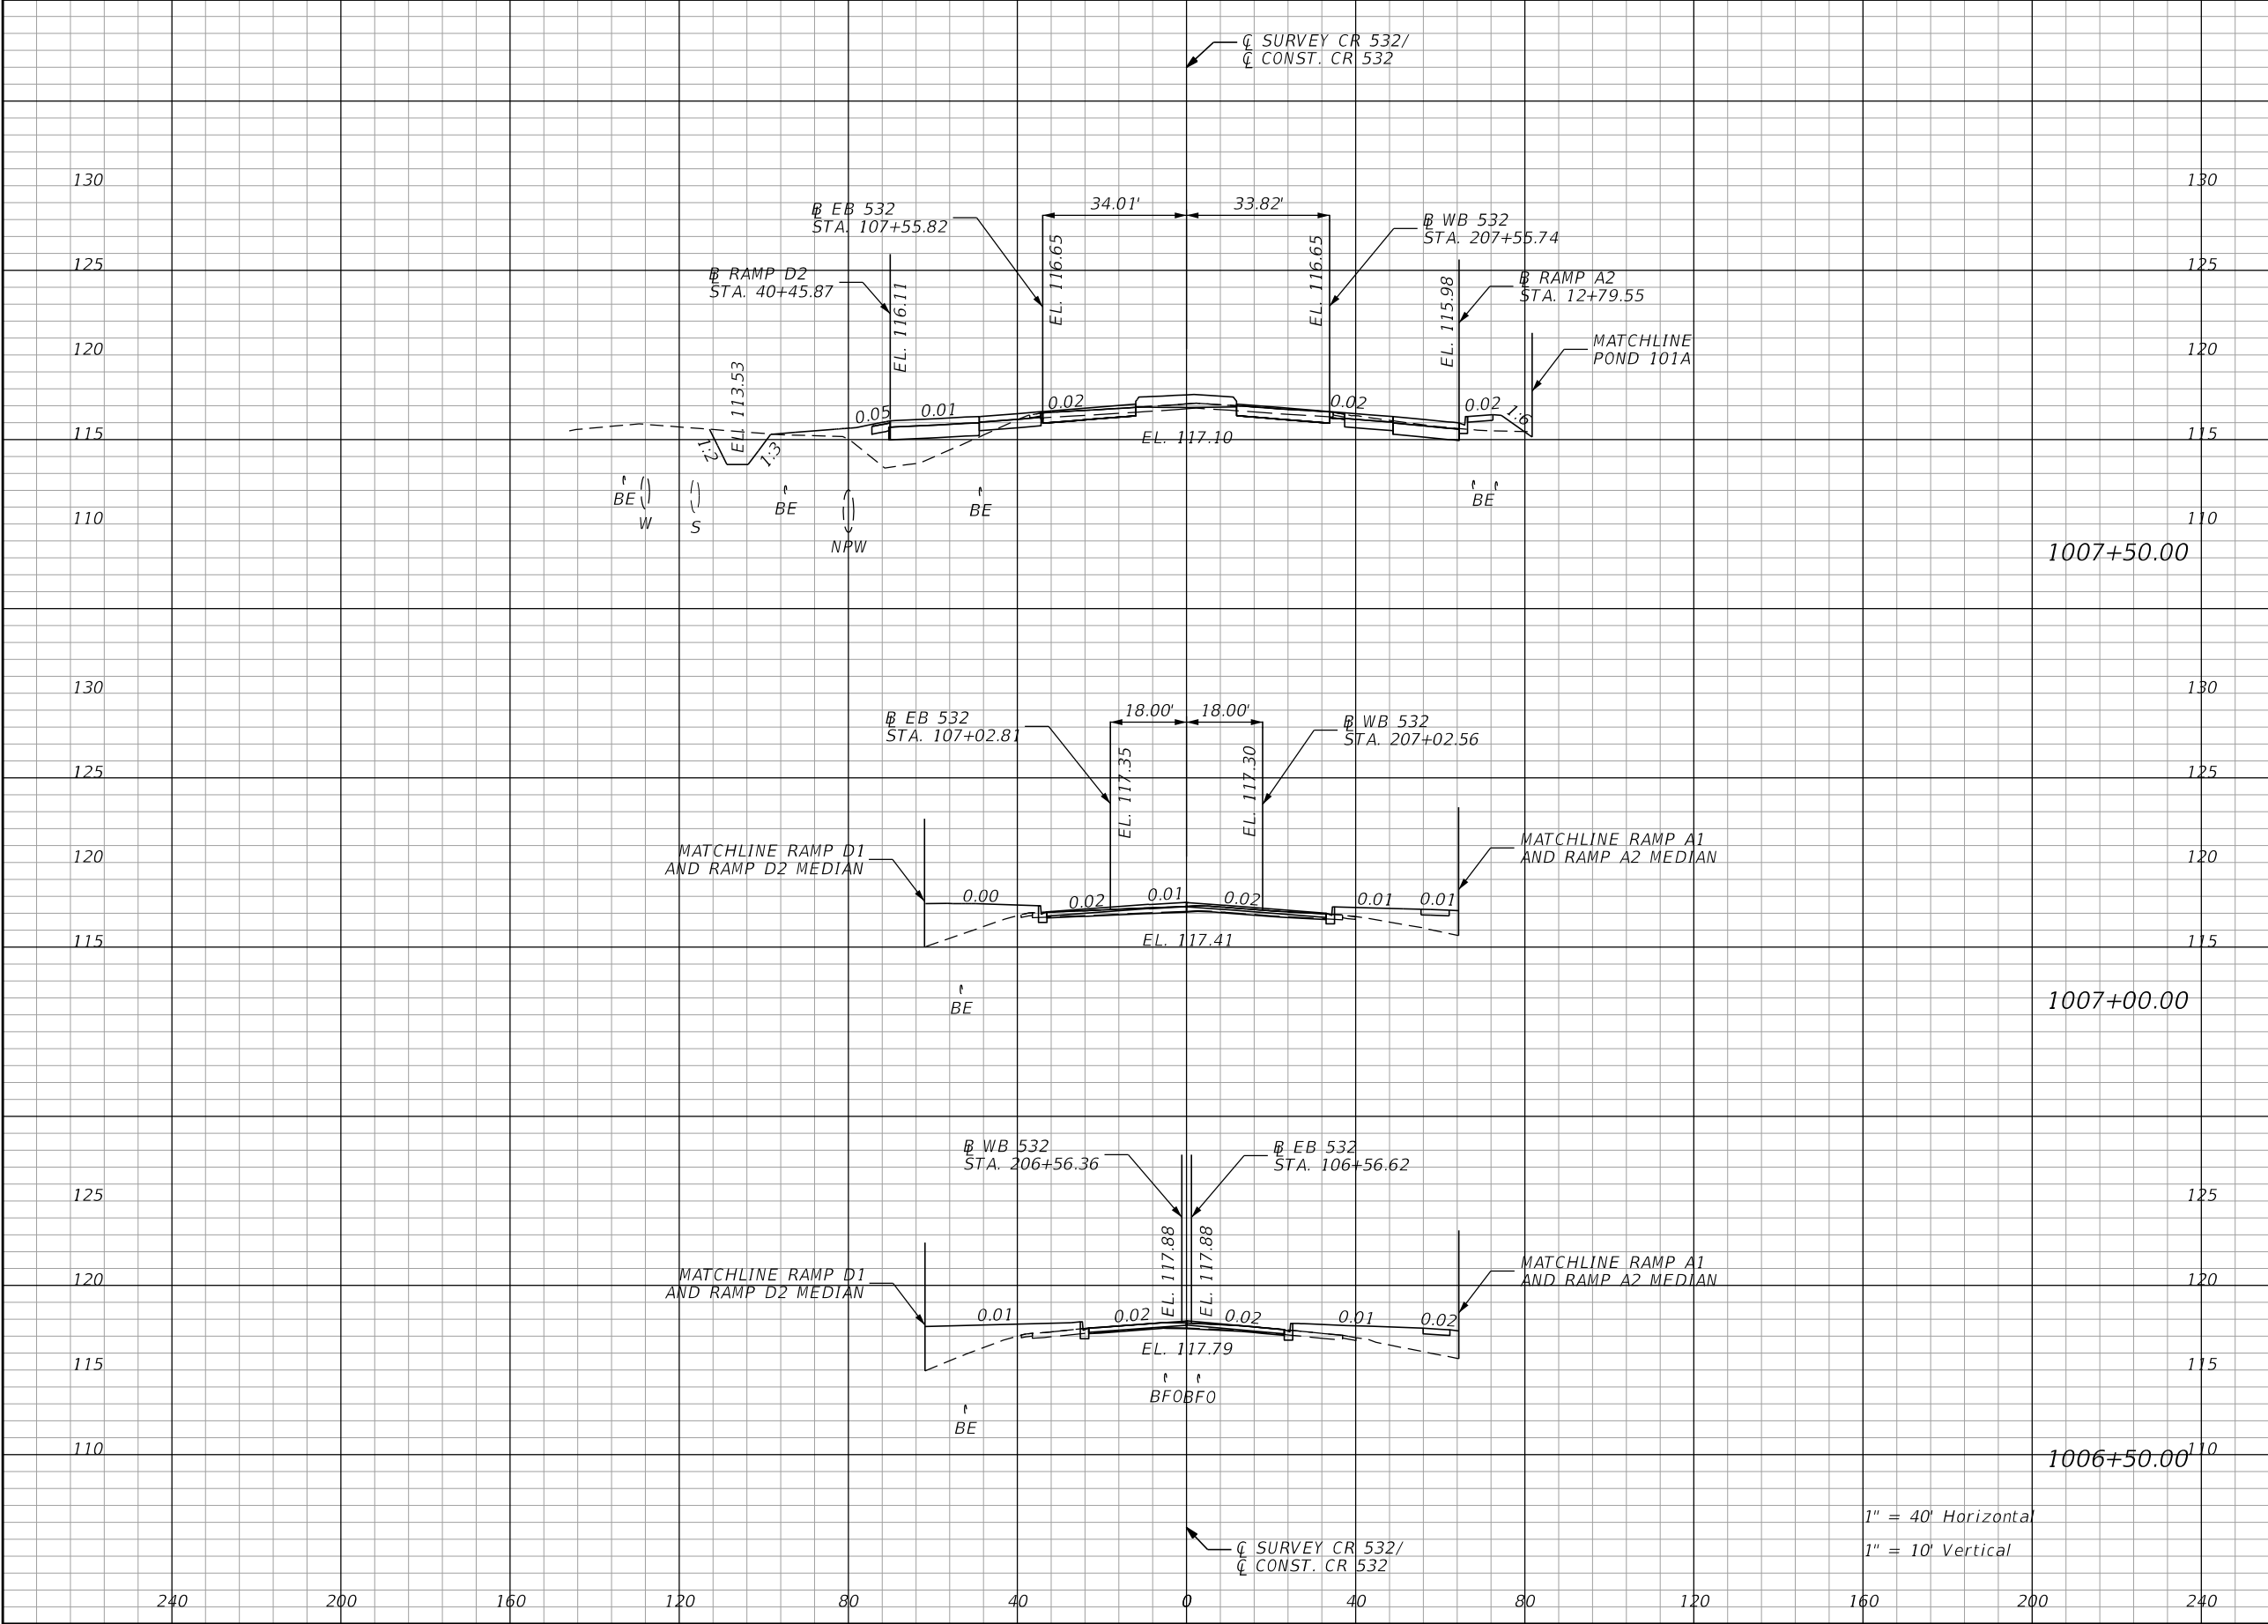 ℄ SURVEY CR 532/
℄ CONST. CR 532
130 130
34.01' 33.82'
BL EB 532
STA. 107+55.82
BL WB 532
STA. 207+55.74
125 125
BL RAMP D2
STA. 40+45.87
EL. 116.11
EL. 116.65
EL. 116.65
EL. 115.98
BL RAMP A2
STA. 12+79.55
120 120
MATCHLINE
POND 101A
EL. 113.53
0.05 0.01 0.02 0.02 0.02 1:6
115 115
1:2 1:3
EL. 117.10
BE W S BE NPW BE BE
110 110
1007+50.00
130 130
18.00' 18.00'
BL EB 532
STA. 107+02.81
BL WB 532
STA. 207+02.56
125 125
EL. 117.35
EL. 117.30
120 120
MATCHLINE RAMP D1
AND RAMP D2 MEDIAN
MATCHLINE RAMP A1
AND RAMP A2 MEDIAN
0.00 0.02 0.01 0.02 0.01 0.01
115 115
EL. 117.41
BE
1007+00.00
BL WB 532
STA. 206+56.36
BL EB 532
STA. 106+56.62
125 125
EL. 117.88
EL. 117.88
120 120
MATCHLINE RAMP D1
AND RAMP D2 MEDIAN
MATCHLINE RAMP A1
AND RAMP A2 MEDIAN
0.01 0.02 0.02 0.01 0.02
EL. 117.79
115 115
BFO BFO
BE
110 110
1006+50.00
1" = 40' Horizontal
1" = 10' Vertical
℄ SURVEY CR 532/
℄ CONST. CR 532
240 200 160 120 80 40 0 40 80 120 160 200 240